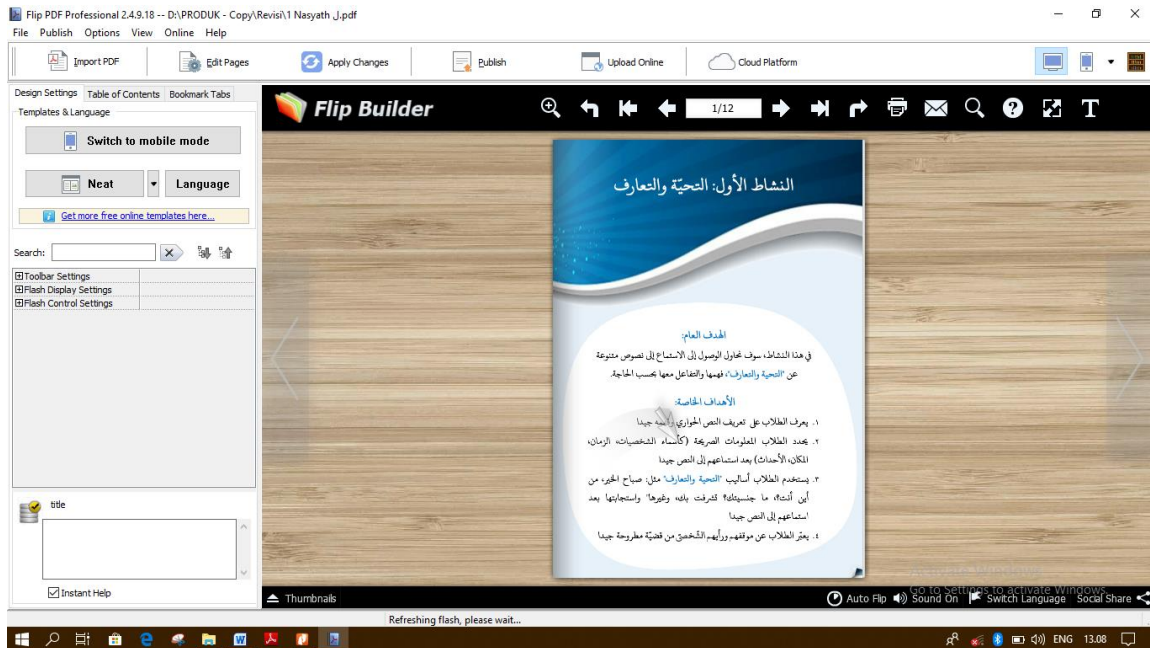 Flip PDF Professional 2.4.9.18 -- D:\PRODUK - Copy\Revisi\1 Nasyath ل.pdf
File Publish Options View Online Help
Import PDF Edit Pages Apply Changes Publish Upload Online Cloud Platform
Design Settings Table of Contents Bookmark Tabs
Templates & Language
Switch to mobile mode
Neat Language
Get more free online templates here...
Search:
Toolbar Settings
Flash Display Settings
Flash Control Settings
title
Instant Help
Flip Builder
1/12
T
النشاط الأول: التحيّة والتعارف
الهدف العام:
في هذا النشاط، سوف نحاول الوصول إلى الاستماع إلى نصوص متنوعة
عن "التحية والتعارف"، فهمها والتفاعل معها بحسب الحاجة.
الأهداف الخاصة:
١. يعرف الطلاب على تعريف النص الحواري جيدا
٢. يحدد الطلاب المعلومات الصريحة (كأسماء الشخصيات، الزمان،
المكان، الأحداث) بعد استماعهم إلى النص جيدا
٣. يستخدم الطلاب أساليب "التحية والتعارف" مثل: صباح الخير، من
أين أنت؟، ما جنسيتك؟ تشرفت بك، وغيرها" واستجابتها بعد
استماعهم إلى النص جيدا
٤. يعبّر الطلاب عن موقفهم ورأيهم الشّخصيّ من قضيّة مطروحة جيدا
Activate Windows
Go to Settings to activate Windows.
Thumbnails
Auto Flip Sound On Switch Language Social Share
Refreshing flash, please wait...
ENG 13.08